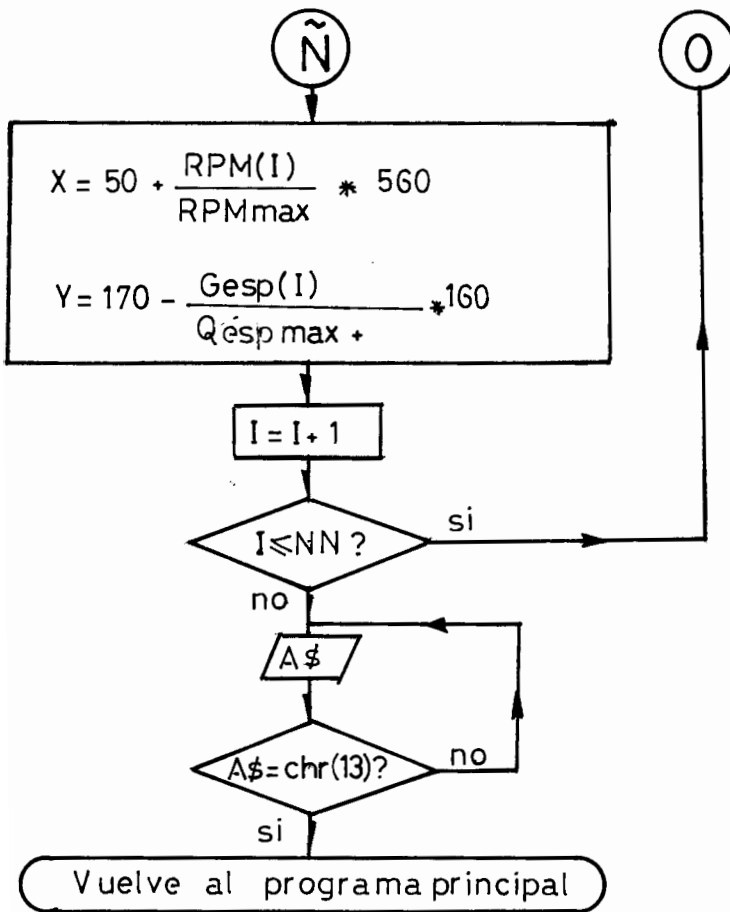 Ñ
O
X = 50 + RPM(I) * 560
RPMmax
Y = 170 - Gesp(I) * 160
Qesp max +
I = I + 1
I ≤ NN ?
si
no
A$
A$ = chr(13)?
no
si
Vuelve al programa principal